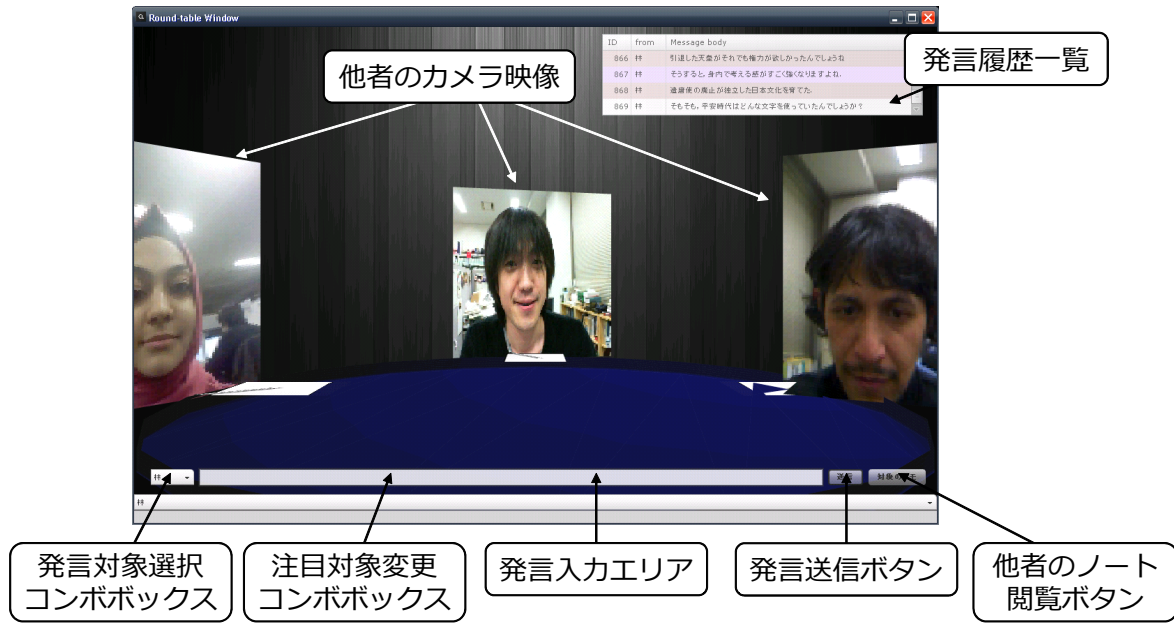 Round-table Window
他者のカメラ映像
発言履歴一覧
ID from Message body
866 林 引退した天皇がそれでも権力が欲しかったんでしょうね
867 林 そうすると、身内で考える感がすごく強くなりますよね.
868 林 遣唐使の廃止が独立した日本文化を育てた.
869 林 そもそも，平安時代はどんな文字を使っていたんでしょうか？
林
林
発言対象選択
コンボボックス
注目対象変更
コンボボックス
発言入力エリア
発言送信ボタン
他者のノート
閲覧ボタン